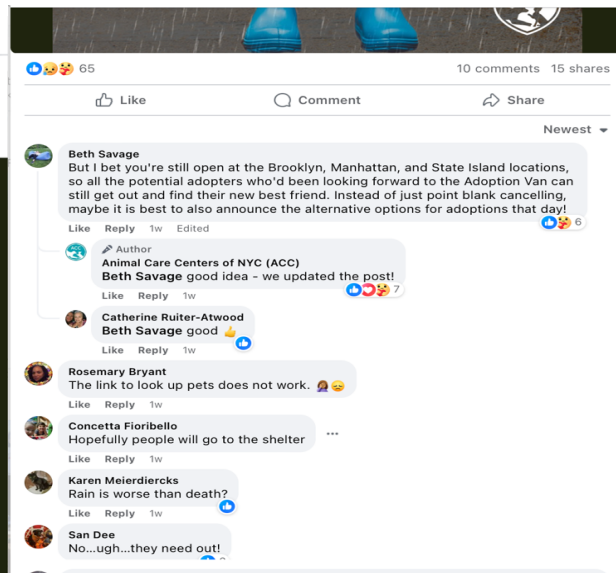 65
10 comments 15 shares
Like
Comment
Share
Newest
Beth Savage
But I bet you're still open at the Brooklyn, Manhattan, and State Island locations,
so all the potential adopters who'd been looking forward to the Adoption Van can
still get out and find their new best friend. Instead of just point blank cancelling,
maybe it is best to also announce the alternative options for adoptions that day!
6
Like Reply 1w Edited
Author
Animal Care Centers of NYC (ACC)
Beth Savage good idea - we updated the post!
7
Like Reply 1w
Catherine Ruiter-Atwood
Beth Savage good 👍
Like Reply 1w
Rosemary Bryant
The link to look up pets does not work. 🤦🏾‍♀️😞
Like Reply 1w
Concetta Fioribello
Hopefully people will go to the shelter
Like Reply 1w
Karen Meierdiercks
Rain is worse than death?
Like Reply 1w
San Dee
No...ugh...they need out!